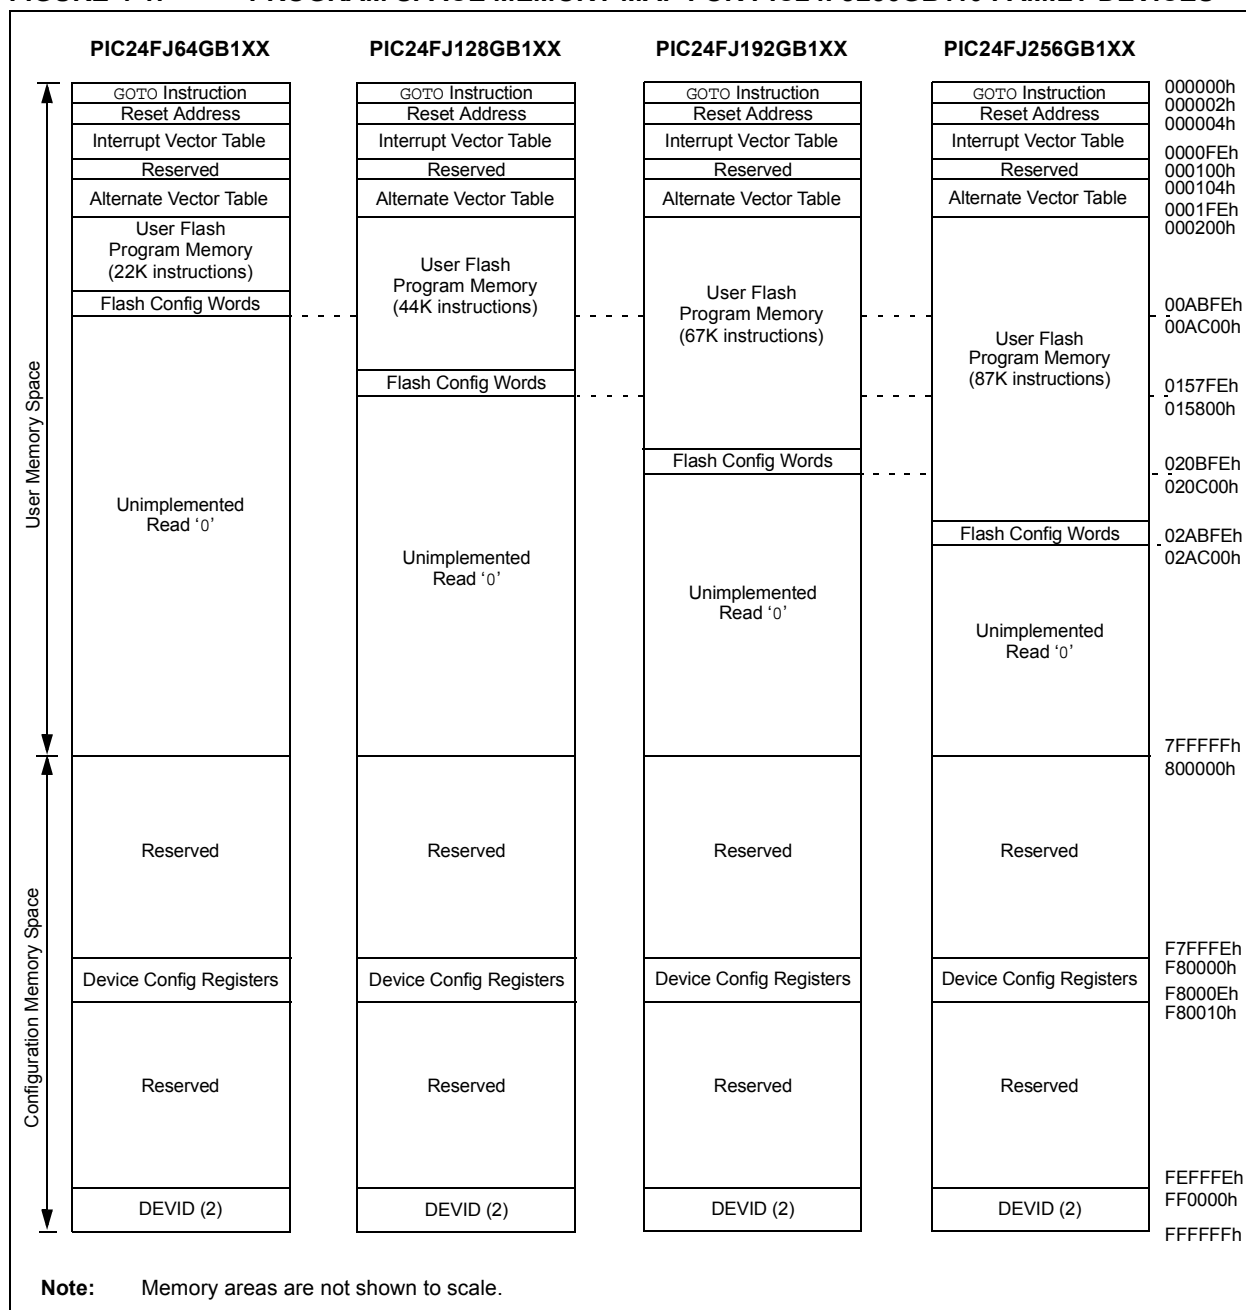 PIC24FJ64GB1XX PIC24FJ128GB1XX PIC24FJ192GB1XX PIC24FJ256GB1XX
GOTO Instruction GOTO Instruction GOTO Instruction GOTO Instruction 000000h
Reset Address Reset Address Reset Address Reset Address 000002h
000004h
Interrupt Vector Table Interrupt Vector Table Interrupt Vector Table Interrupt Vector Table
0000FEh
Reserved Reserved Reserved Reserved 000100h
000104h
Alternate Vector Table Alternate Vector Table Alternate Vector Table Alternate Vector Table
0001FEh
000200h
User Flash
Program Memory
(22K instructions)
User Flash
Program Memory
(44K instructions)
User Flash
Program Memory
(67K instructions)
User Flash
Program Memory
(87K instructions)
Flash Config Words 00ABFEh
00AC00h
Flash Config Words 0157FEh
015800h
Flash Config Words 020BFEh
020C00h
Flash Config Words 02ABFEh
02AC00h
User Memory Space
Unimplemented
Read ‘0’
Unimplemented
Read ‘0’
Unimplemented
Read ‘0’
Unimplemented
Read ‘0’
7FFFFFh
800000h
Configuration Memory Space
Reserved Reserved Reserved Reserved
F7FFFEh
F80000h
Device Config Registers Device Config Registers Device Config Registers Device Config Registers
F8000Eh
F80010h
Reserved Reserved Reserved Reserved
FEFFFEh
FF0000h
DEVID (2) DEVID (2) DEVID (2) DEVID (2)
FFFFFFh
Note: Memory areas are not shown to scale.